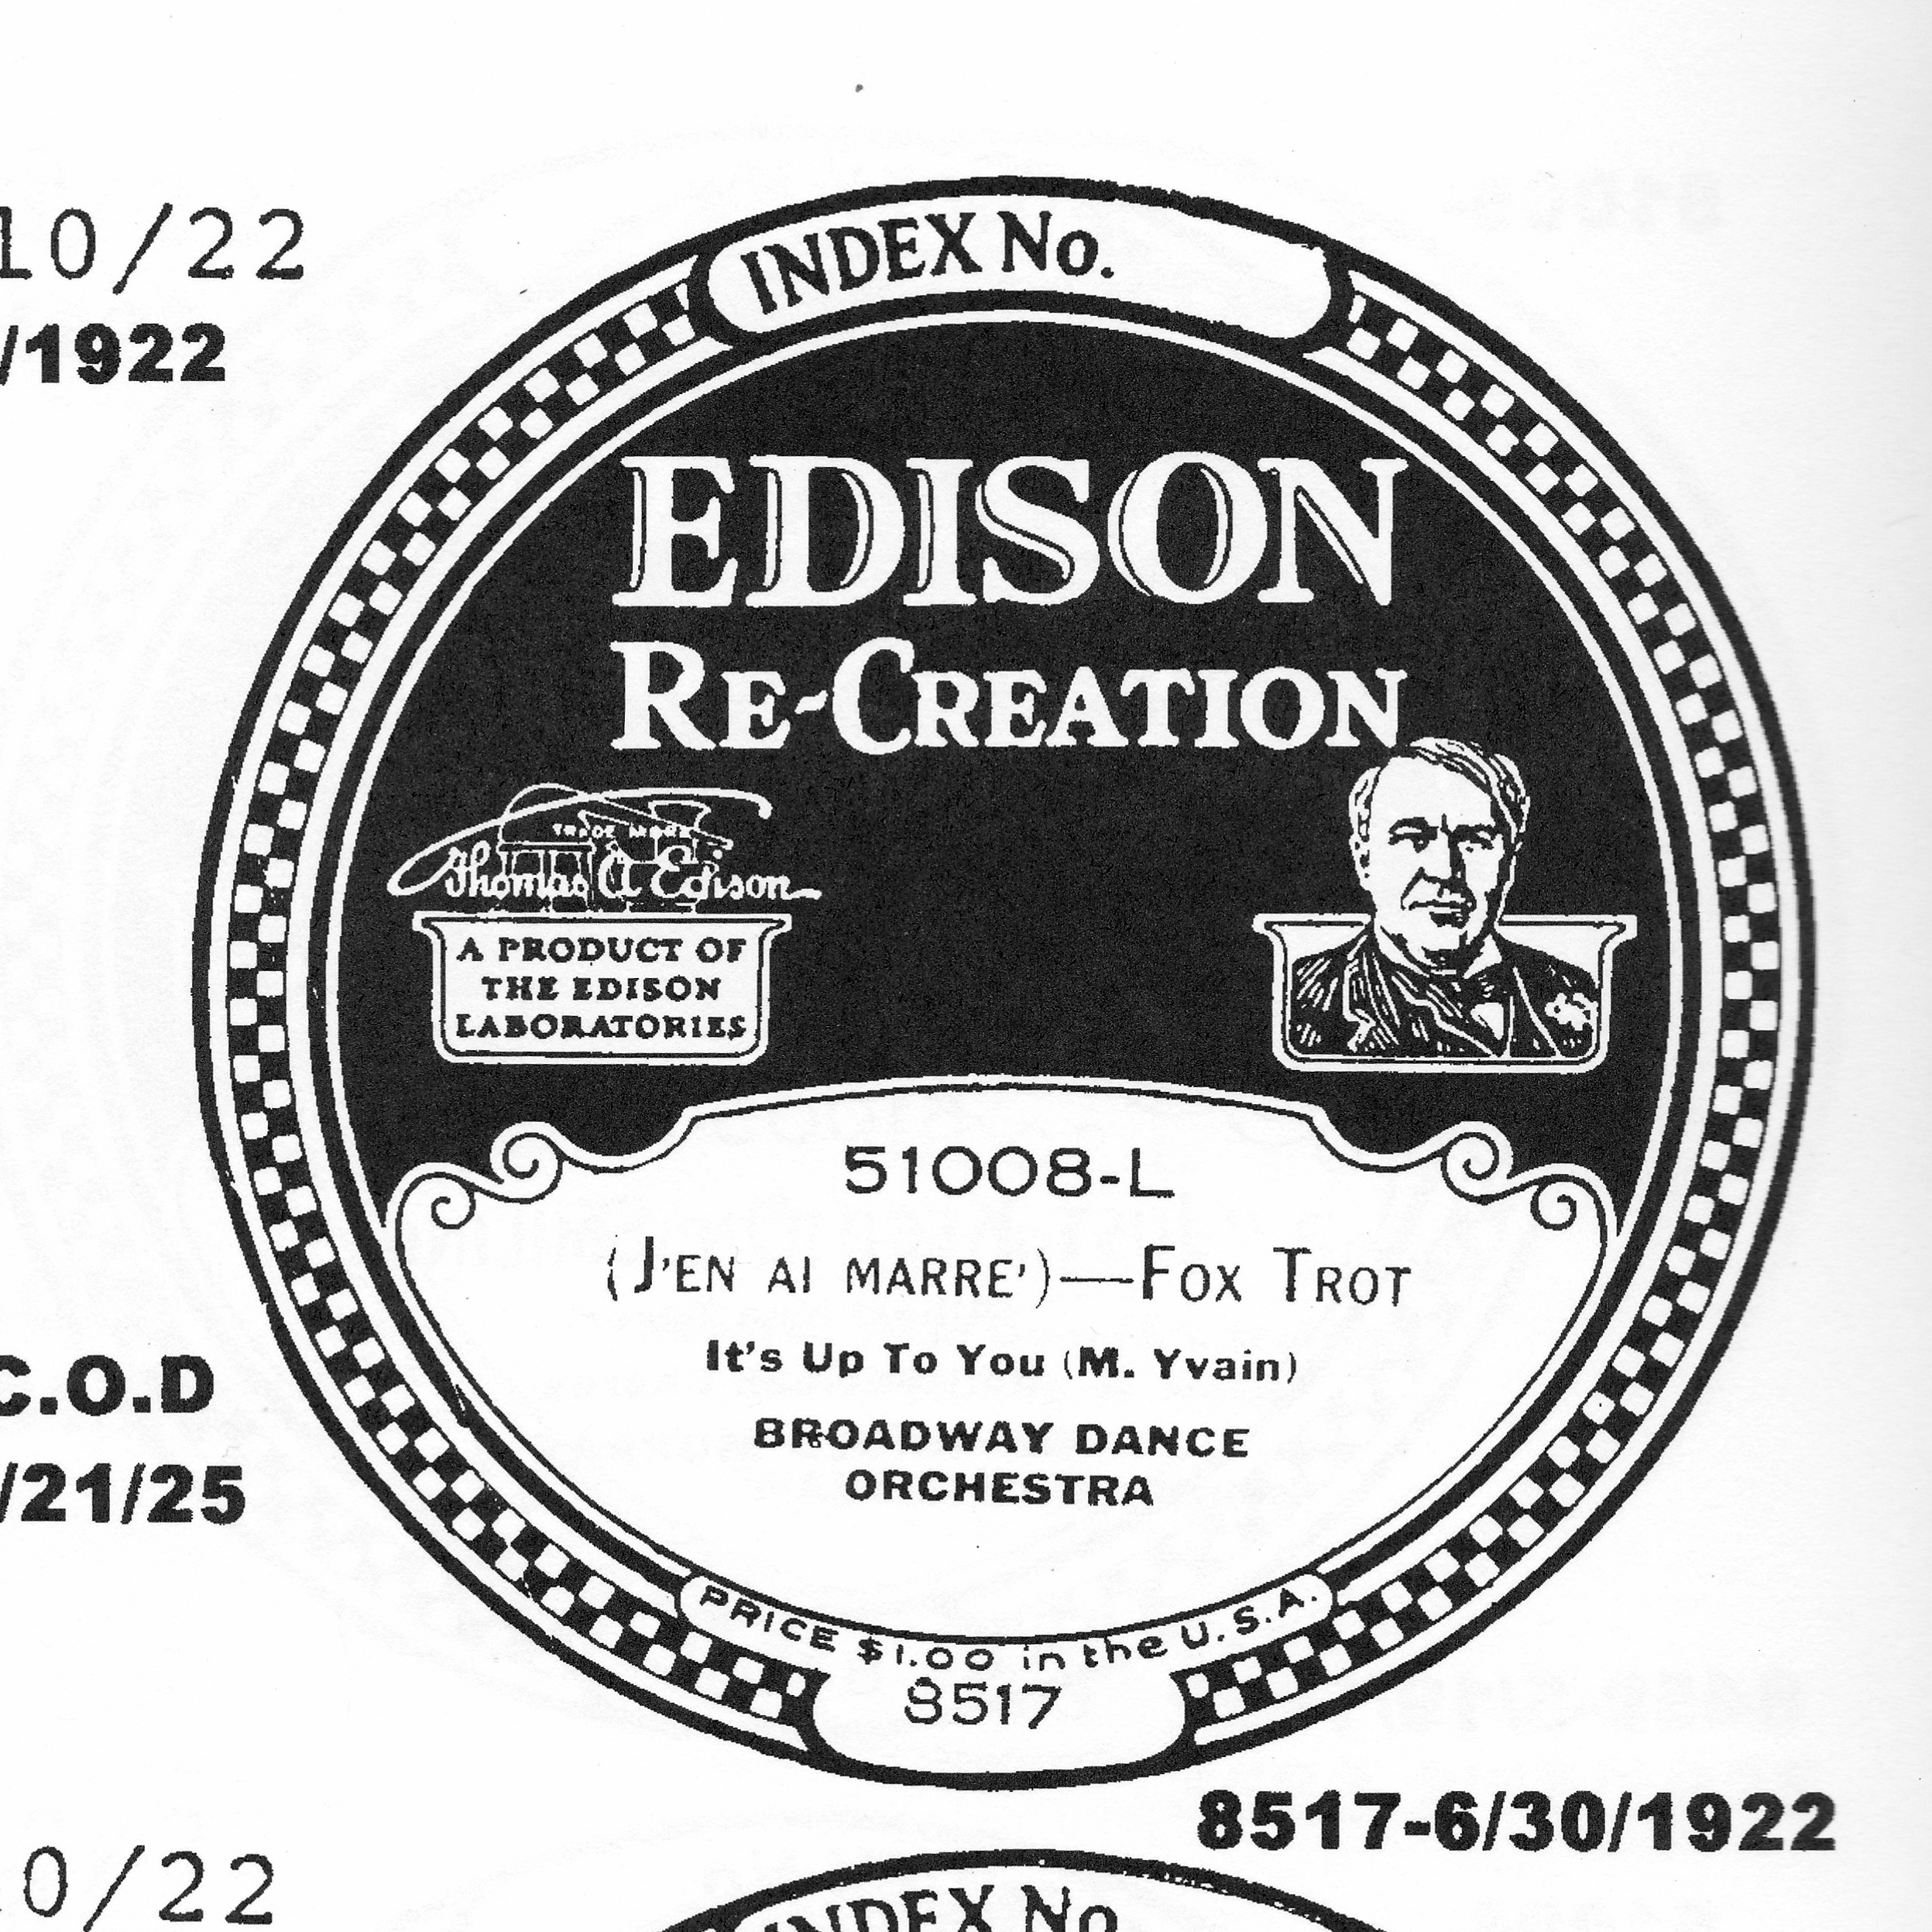 10/22
/1922
INDEX No.
EDISON
RE-CREATION
TRADE MARK
Thomas A Edison
A PRODUCT OF
THE EDISON
LABORATORIES
51008-L
(J'EN AI MARRE')—FOX TROT
It's Up To You (M. Yvain)
BROADWAY DANCE
ORCHESTRA
C.O.D
/21/25
PRICE $1.00 in the U.S.A.
8517
8517-6/30/1922
0/22
INDEX No